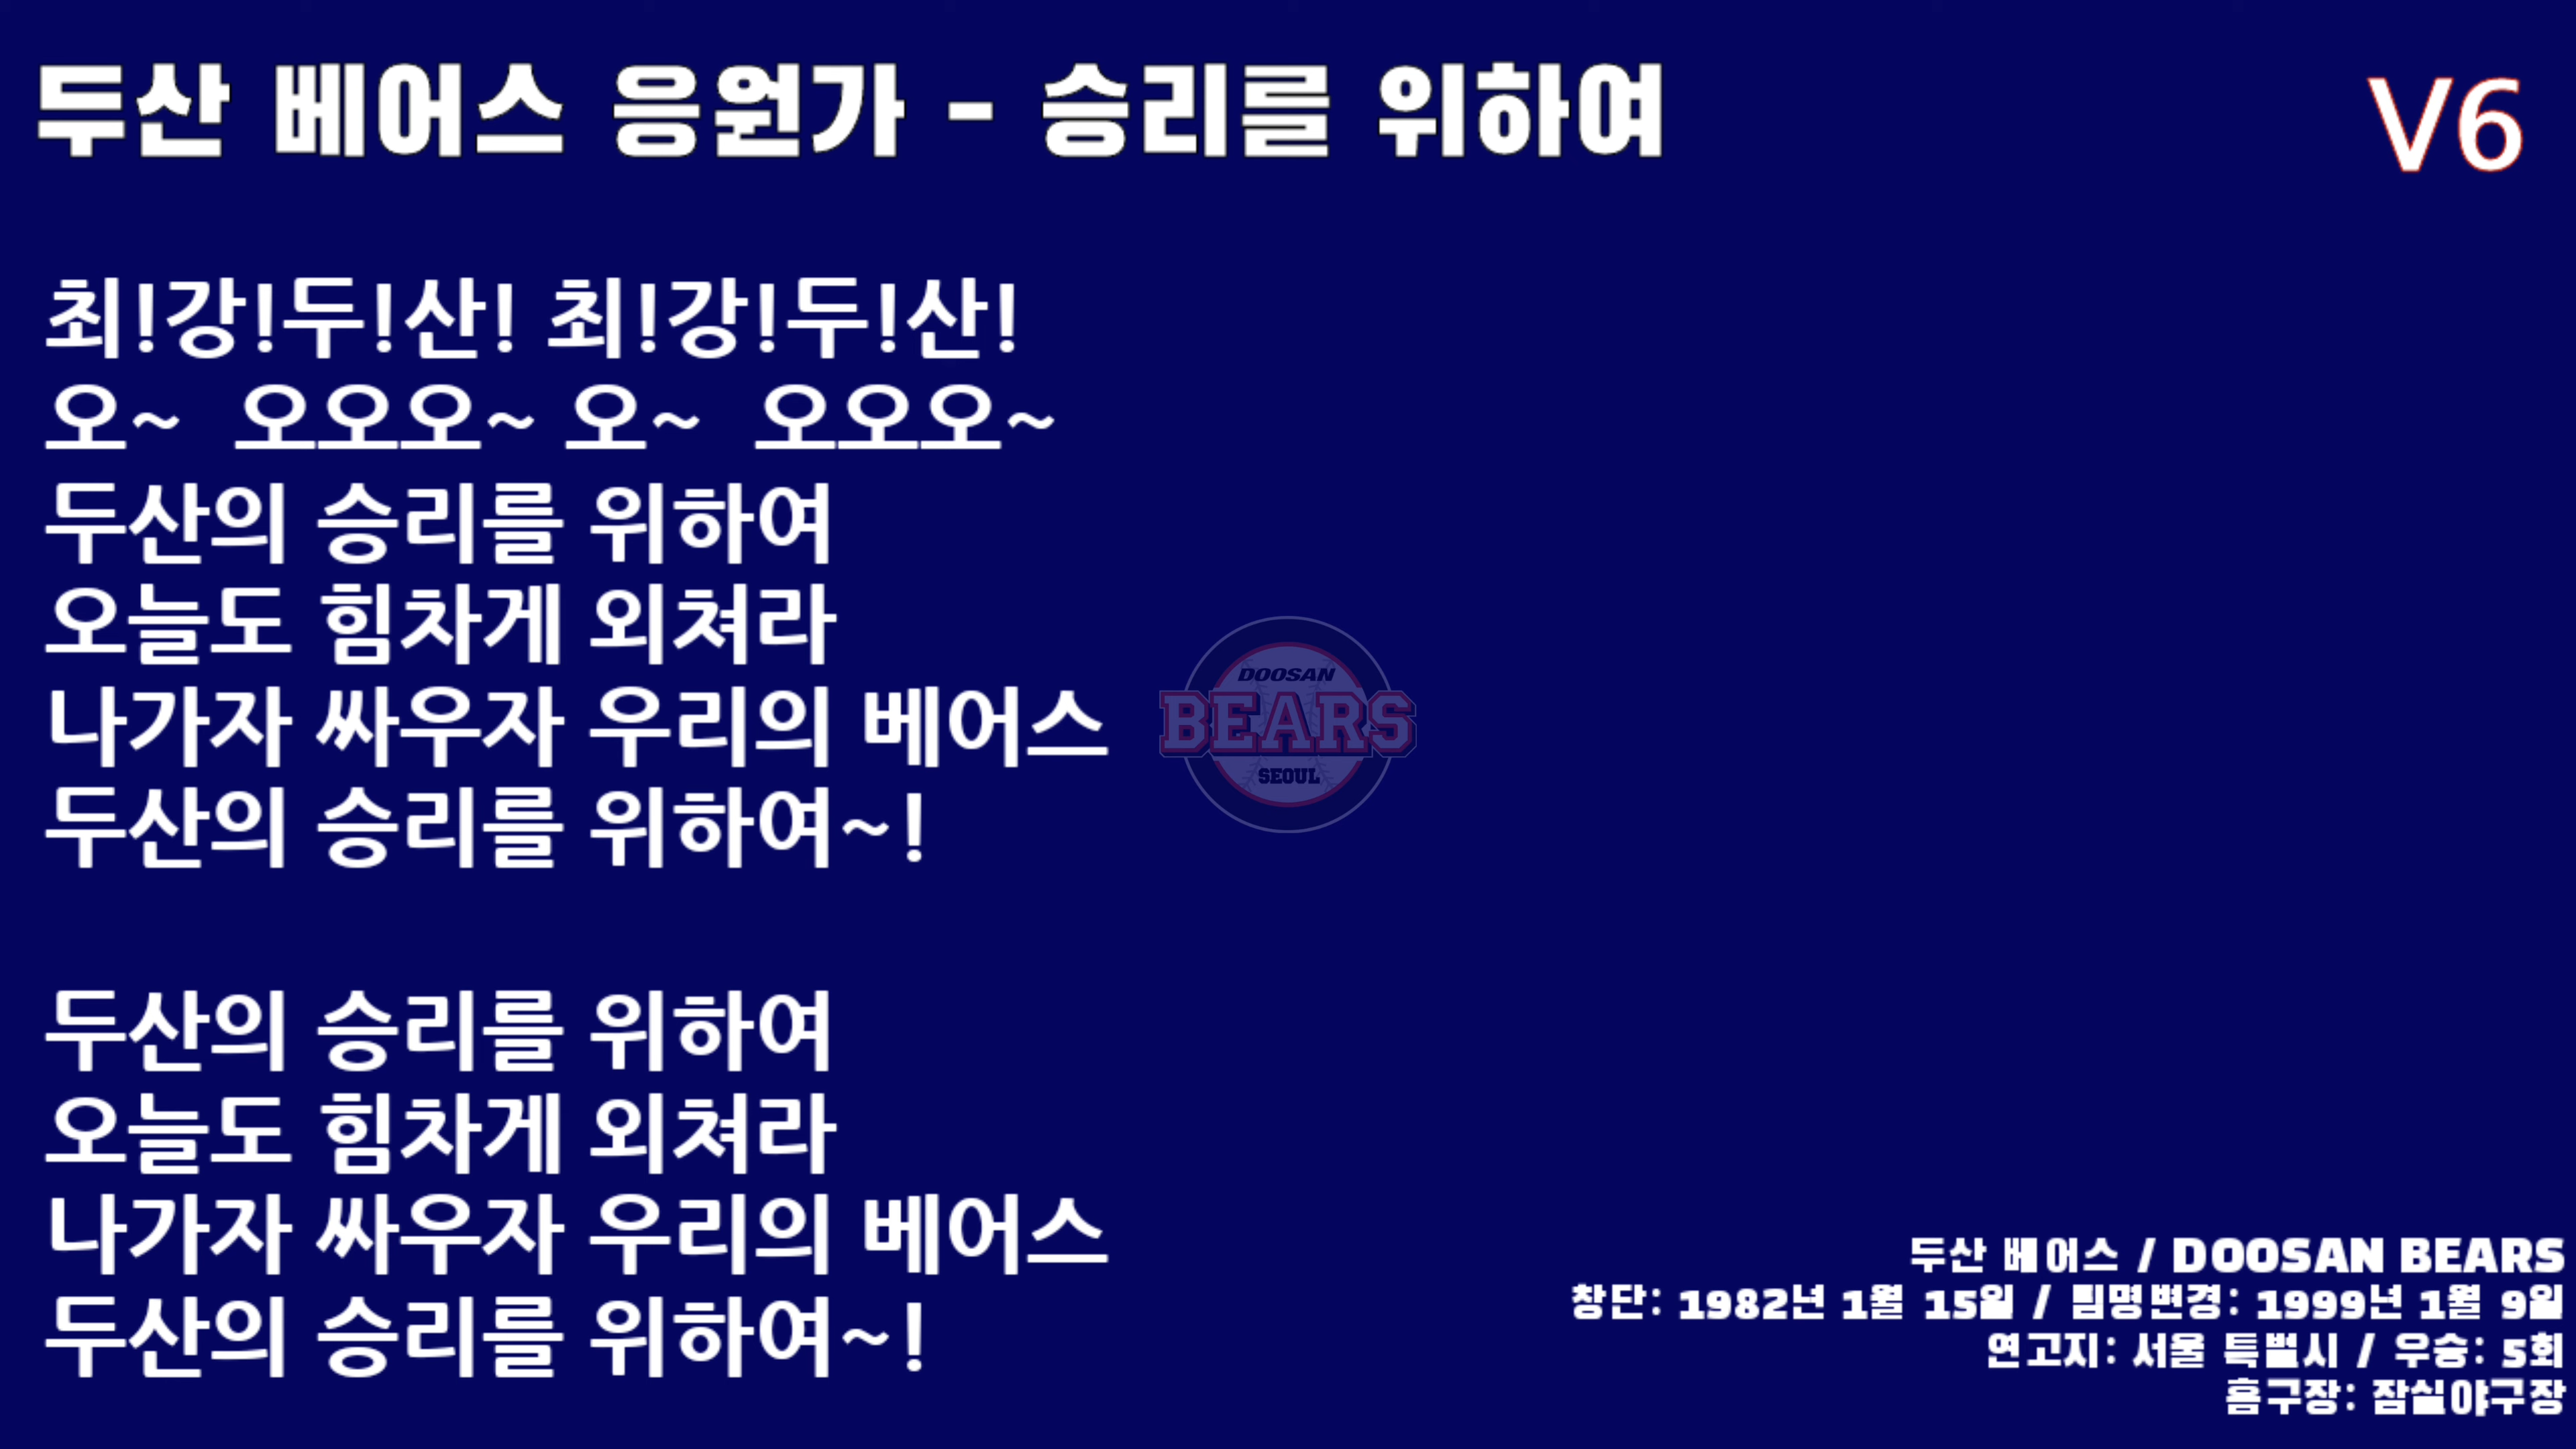 두산 베어스 응원가 - 승리를 위하여
V6
최!강!두!산! 최!강!두!산!
오~  오오오~ 오~  오오오~
두산의 승리를 위하여
오늘도 힘차게 외쳐라
나가자 싸우자 우리의 베어스
두산의 승리를 위하여~!
두산의 승리를 위하여
오늘도 힘차게 외쳐라
나가자 싸우자 우리의 베어스
두산의 승리를 위하여~!
DOOSAN
BEARS
SEOUL
두산 베어스 / DOOSAN BEARS
창단: 1982년 1월 15일 / 팀명변경: 1999년 1월 9일
연고지: 서울 특별시 / 우승: 5회
홈구장: 잠실야구장